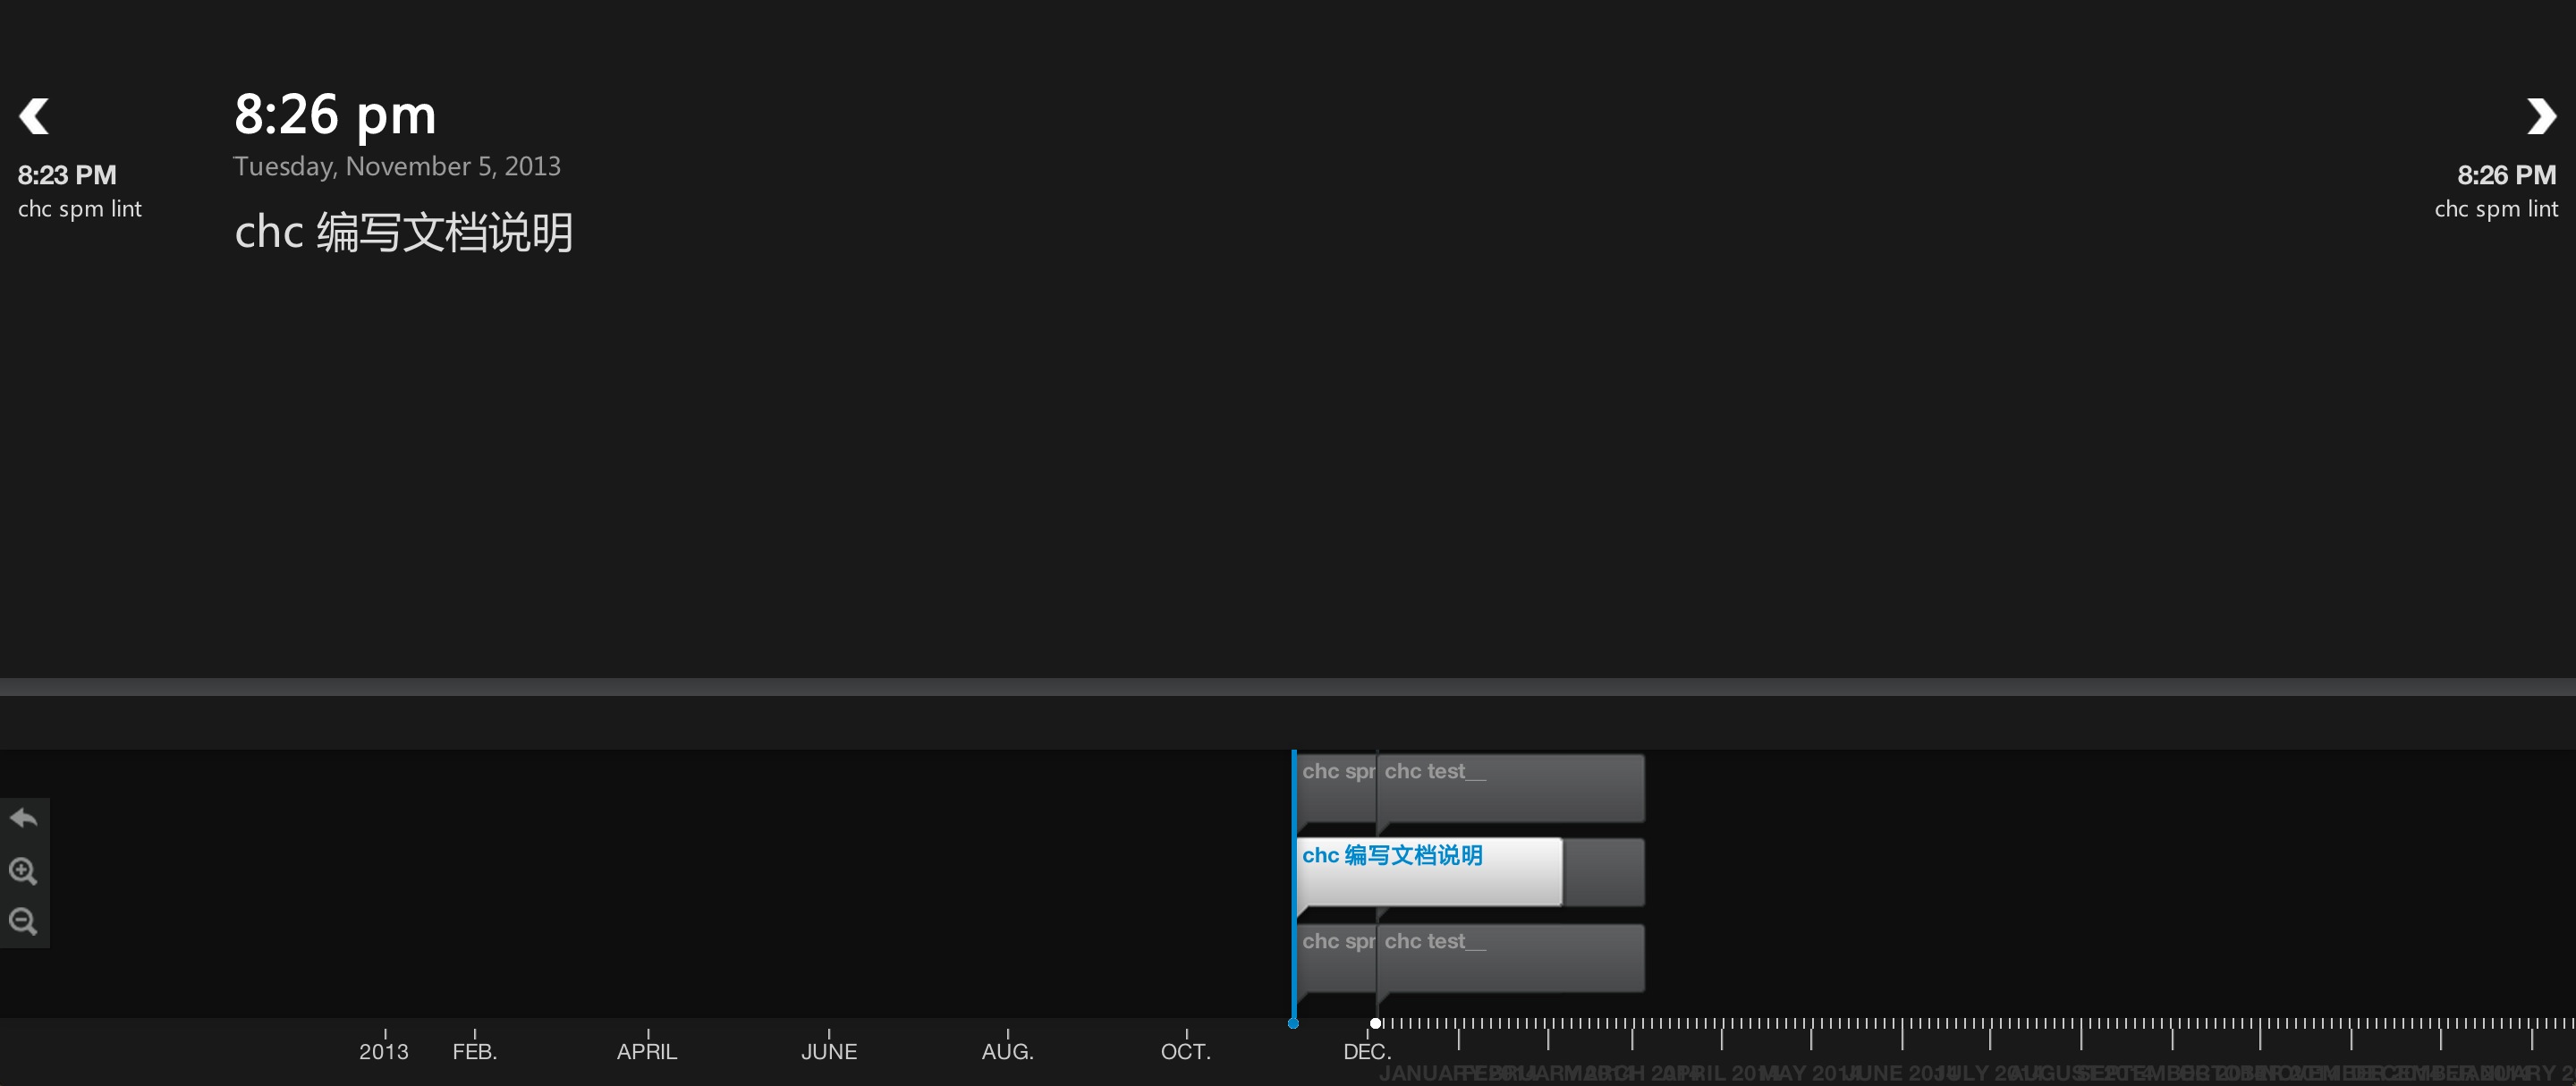 8:26 pm
Tuesday, November 5, 2013
chc 编写文档说明
8:23 PM
chc spm lint
8:26 PM
chc spm lint
chc spr
chc test__
chc 编写文档说明
chc spr
chc test__
2013 FEB. APRIL JUNE AUG. OCT. DEC.